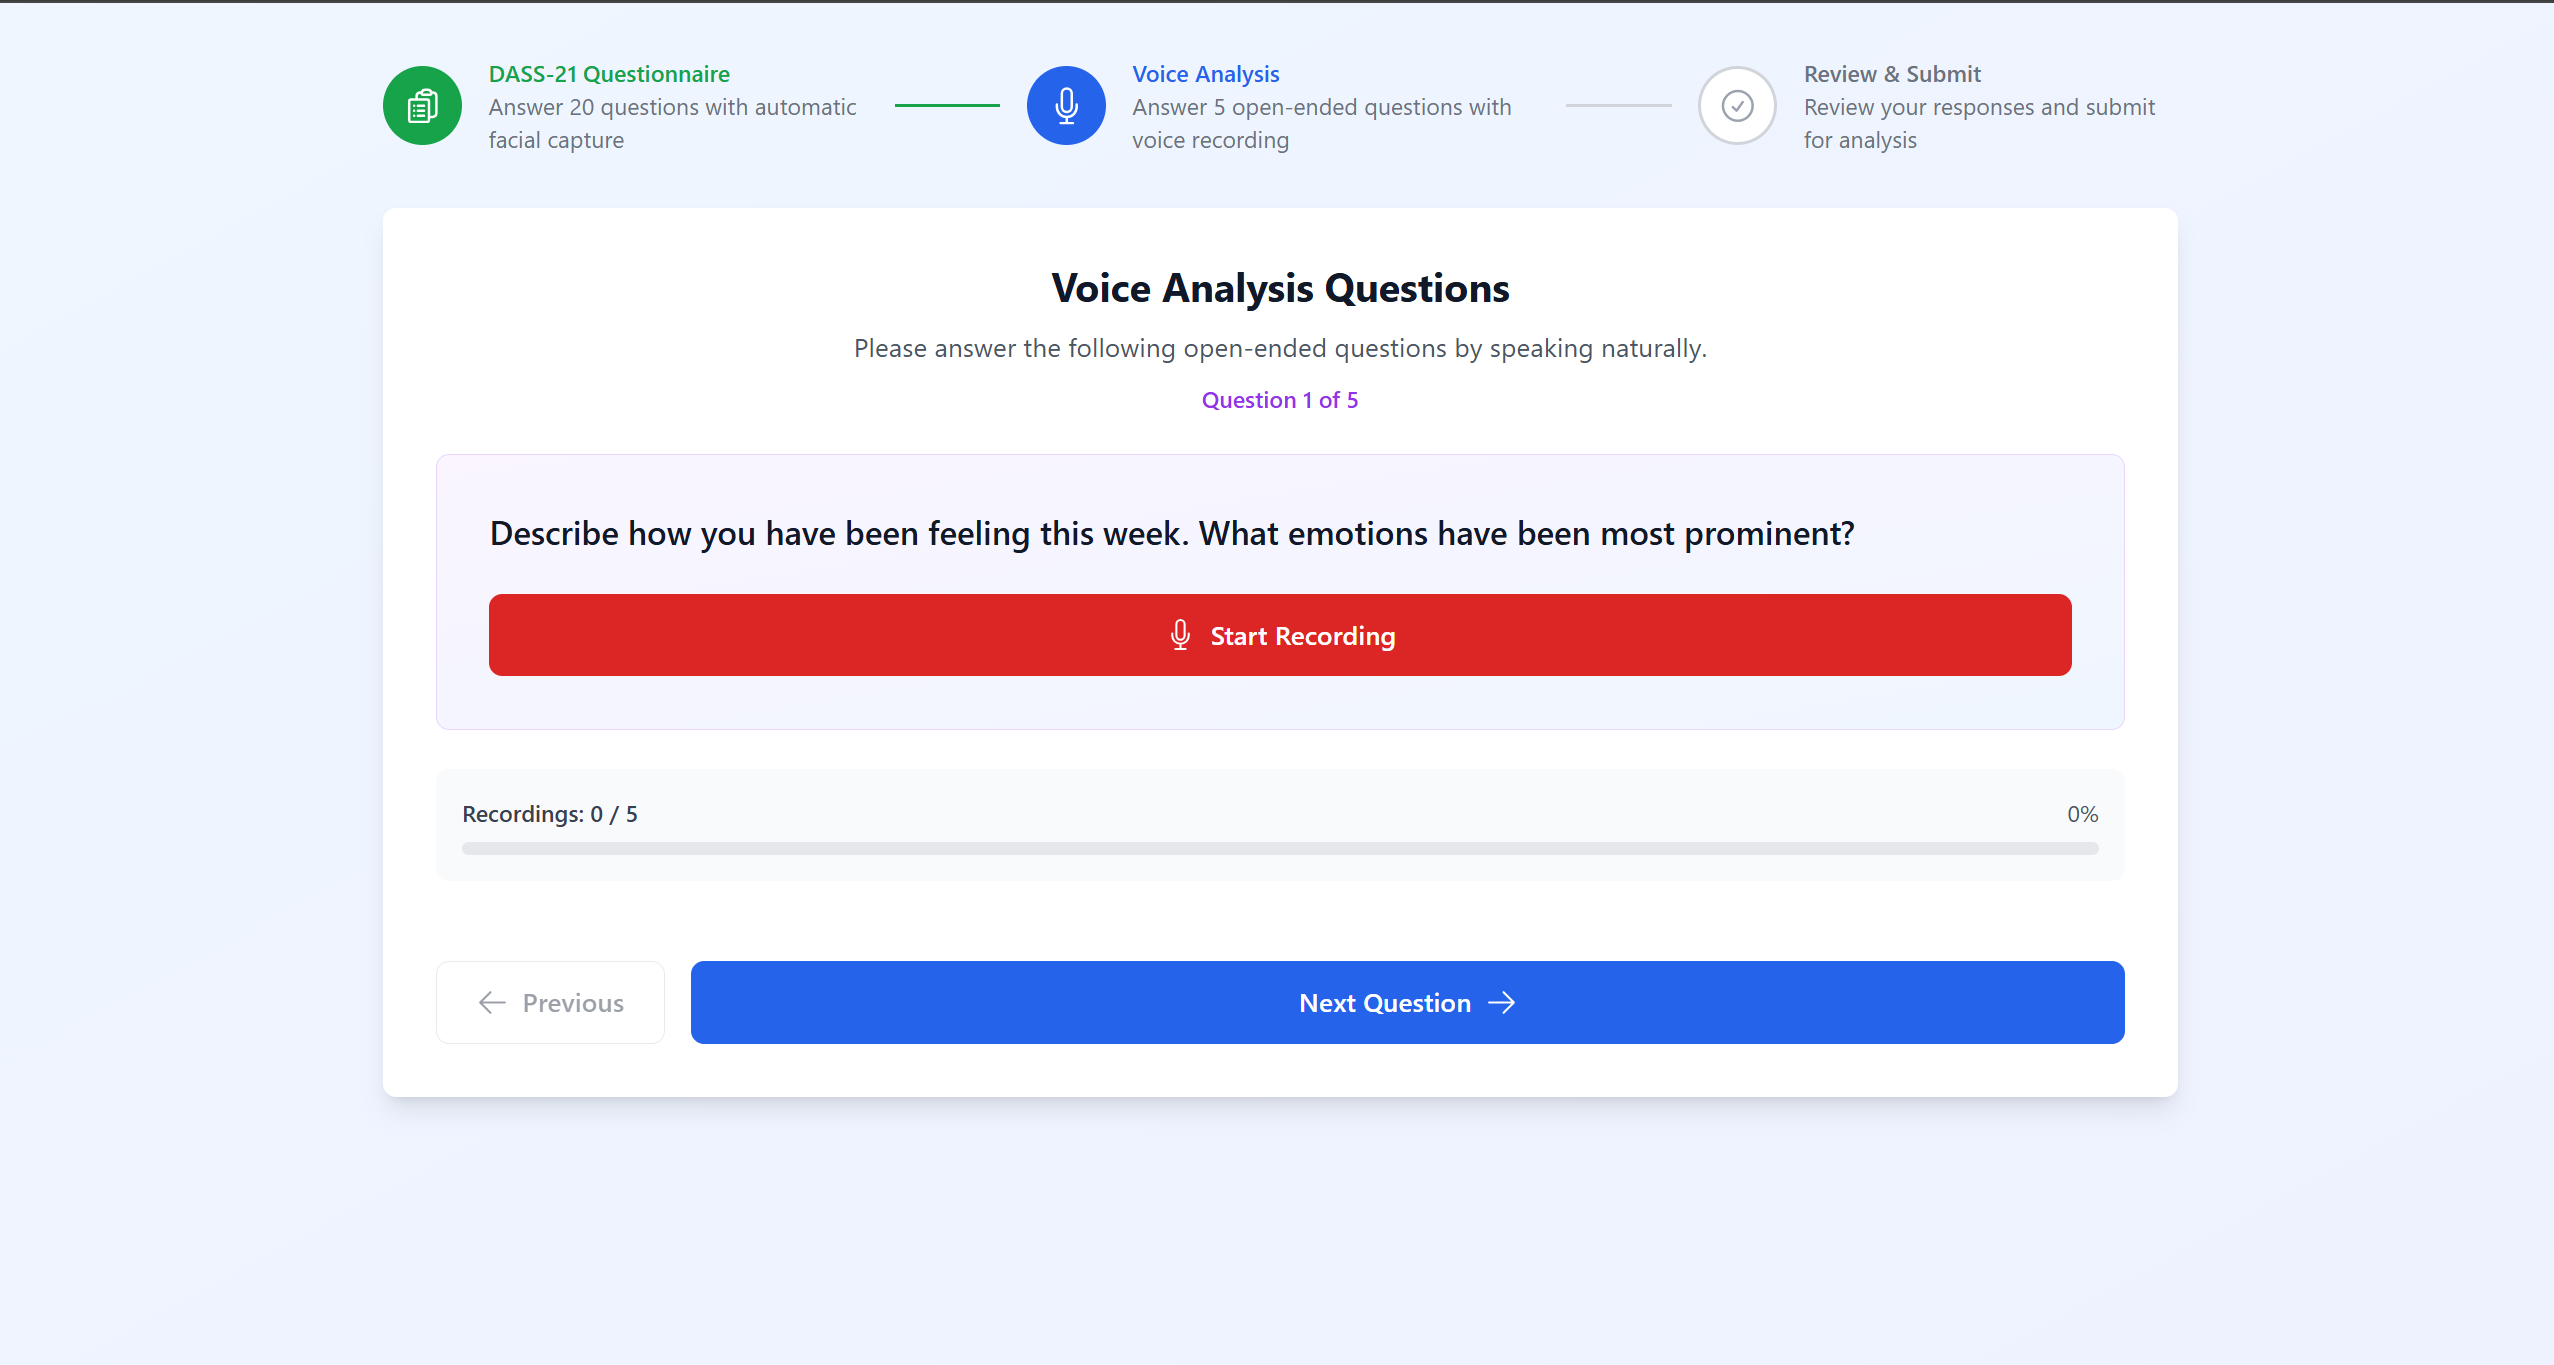 DASS-21 Questionnaire
Answer 20 questions with automatic
facial capture
Voice Analysis
Answer 5 open-ended questions with
voice recording
Review & Submit
Review your responses and submit
for analysis
Voice Analysis Questions
Please answer the following open-ended questions by speaking naturally.
Question 1 of 5
Describe how you have been feeling this week. What emotions have been most prominent?
Start Recording
Recordings: 0 / 5
0%
Previous
Next Question